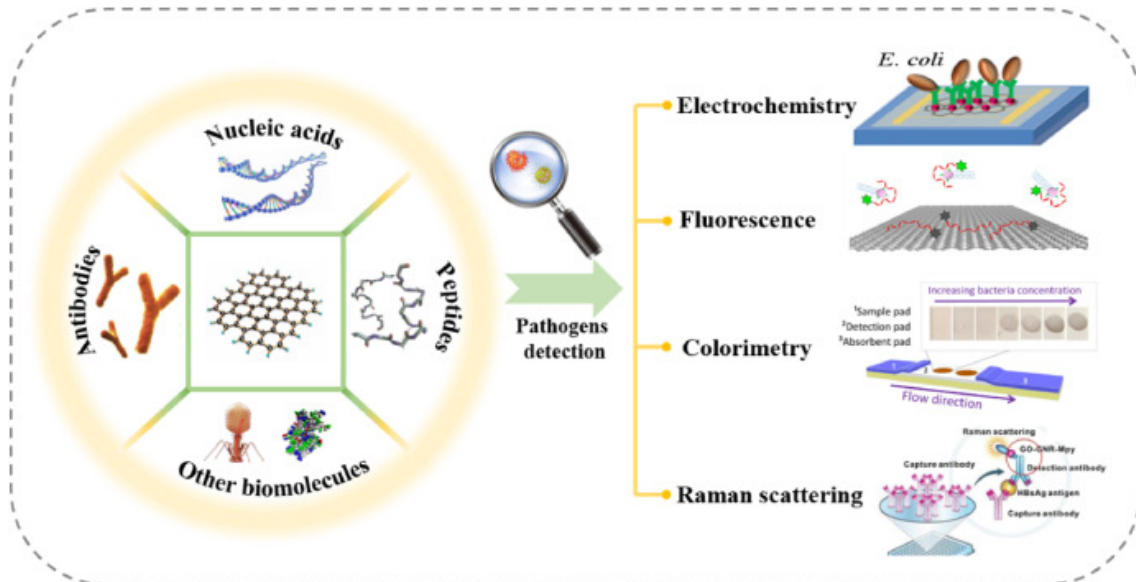 Nucleic acids
Antibodies
Peptides
Other biomolecules
Pathogens
detection
Electrochemistry
E. coli
Fluorescence
Colorimetry
Increasing bacteria concentration
¹Sample pad
²Detection pad
³Absorbent pad
1
3
Flow direction
Raman scattering
Raman scattering
GO-GNR-Mpy
Capture antibody
Detection antibody
HBsAg antigen
Capture antibody